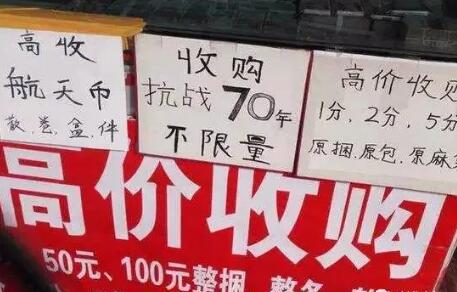 高收
航天币
散.卷.盒.件
收购
抗战70年
不限量
高价收购
1分,2分,5分
原捆.原包.原麻
高价收购
50元、100元整捆